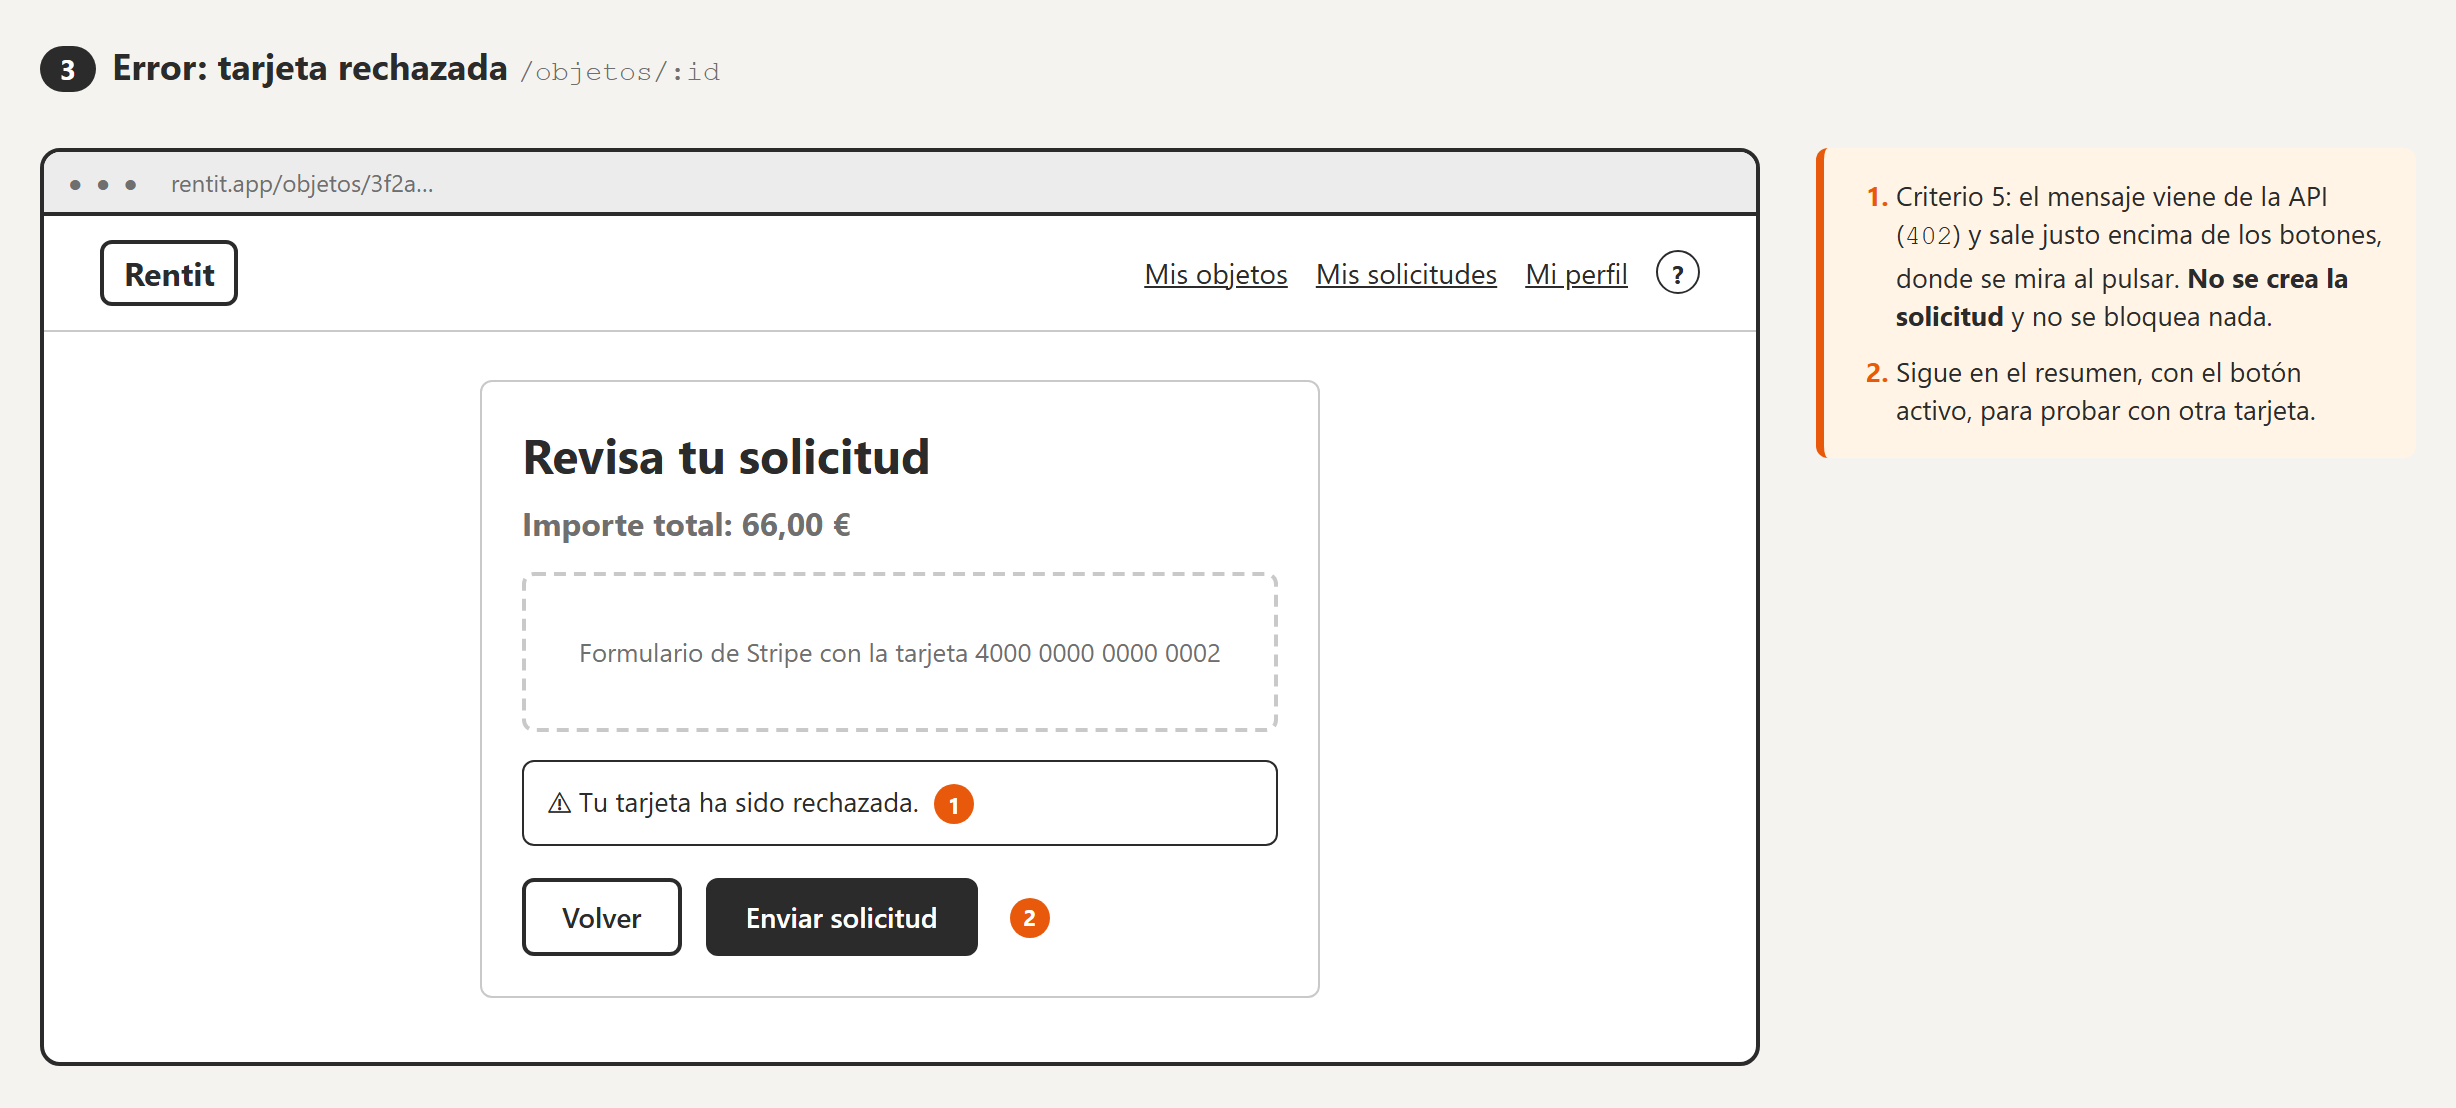 3 Error: tarjeta rechazada /objetos/:id
rentit.app/objetos/3f2a...
Rentit
Mis objetos Mis solicitudes Mi perfil ?
Revisa tu solicitud
Importe total: 66,00 €
Formulario de Stripe con la tarjeta 4000 0000 0000 0002
⚠ Tu tarjeta ha sido rechazada. 1
Volver Enviar solicitud 2
1. Criterio 5: el mensaje viene de la API
(402) y sale justo encima de los botones,
donde se mira al pulsar. No se crea la
solicitud y no se bloquea nada.
2. Sigue en el resumen, con el botón
activo, para probar con otra tarjeta.